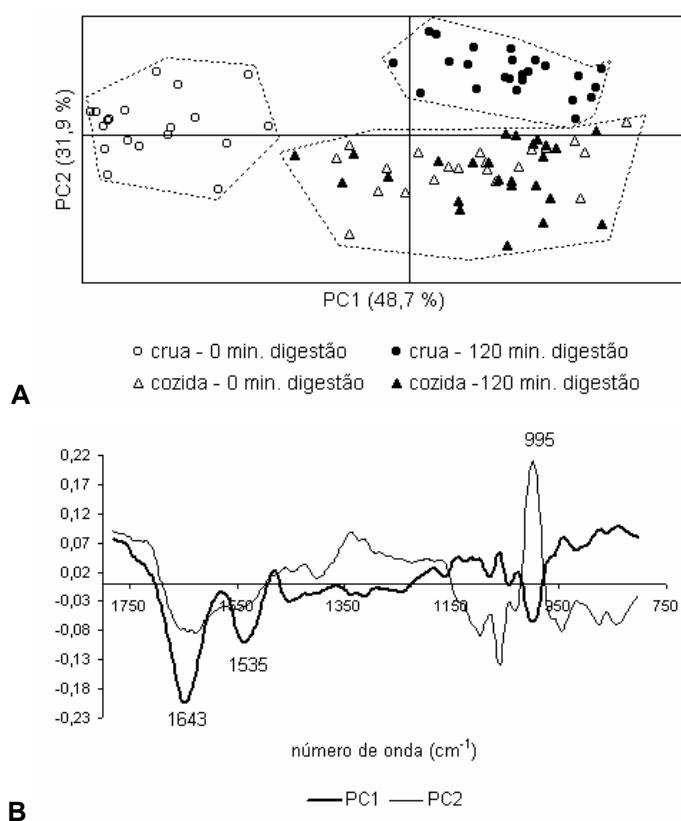 PC2 (31,9 %)
PC1 (48,7 %)
○ crua - 0 min. digestão ● crua - 120 min. digestão
△ cozida - 0 min. digestão ▲ cozida -120 min. digestão
A
995
0,22
0,17
0,12
0,07
0,02
-0,03
-0,08
-0,13
-0,18
-0,23
1750 1550 1350 1150 950 750
1535
1643
número de onda (cm⁻¹)
PC1 PC2
B